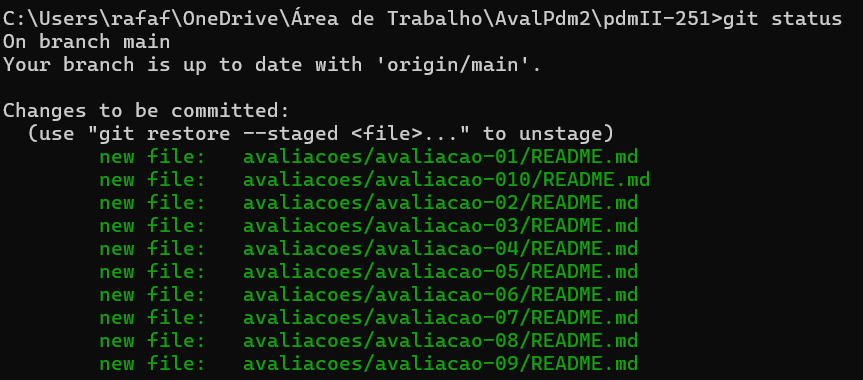 C:\Users\rafaf\OneDrive\Área de Trabalho\AvalPdm2\pdmII-251>git status
On branch main
Your branch is up to date with 'origin/main'.
Changes to be committed:
(use "git restore --staged <file>..." to unstage)
new file: avaliacoes/avaliacao-01/README.md
new file: avaliacoes/avaliacao-010/README.md
new file: avaliacoes/avaliacao-02/README.md
new file: avaliacoes/avaliacao-03/README.md
new file: avaliacoes/avaliacao-04/README.md
new file: avaliacoes/avaliacao-05/README.md
new file: avaliacoes/avaliacao-06/README.md
new file: avaliacoes/avaliacao-07/README.md
new file: avaliacoes/avaliacao-08/README.md
new file: avaliacoes/avaliacao-09/README.md